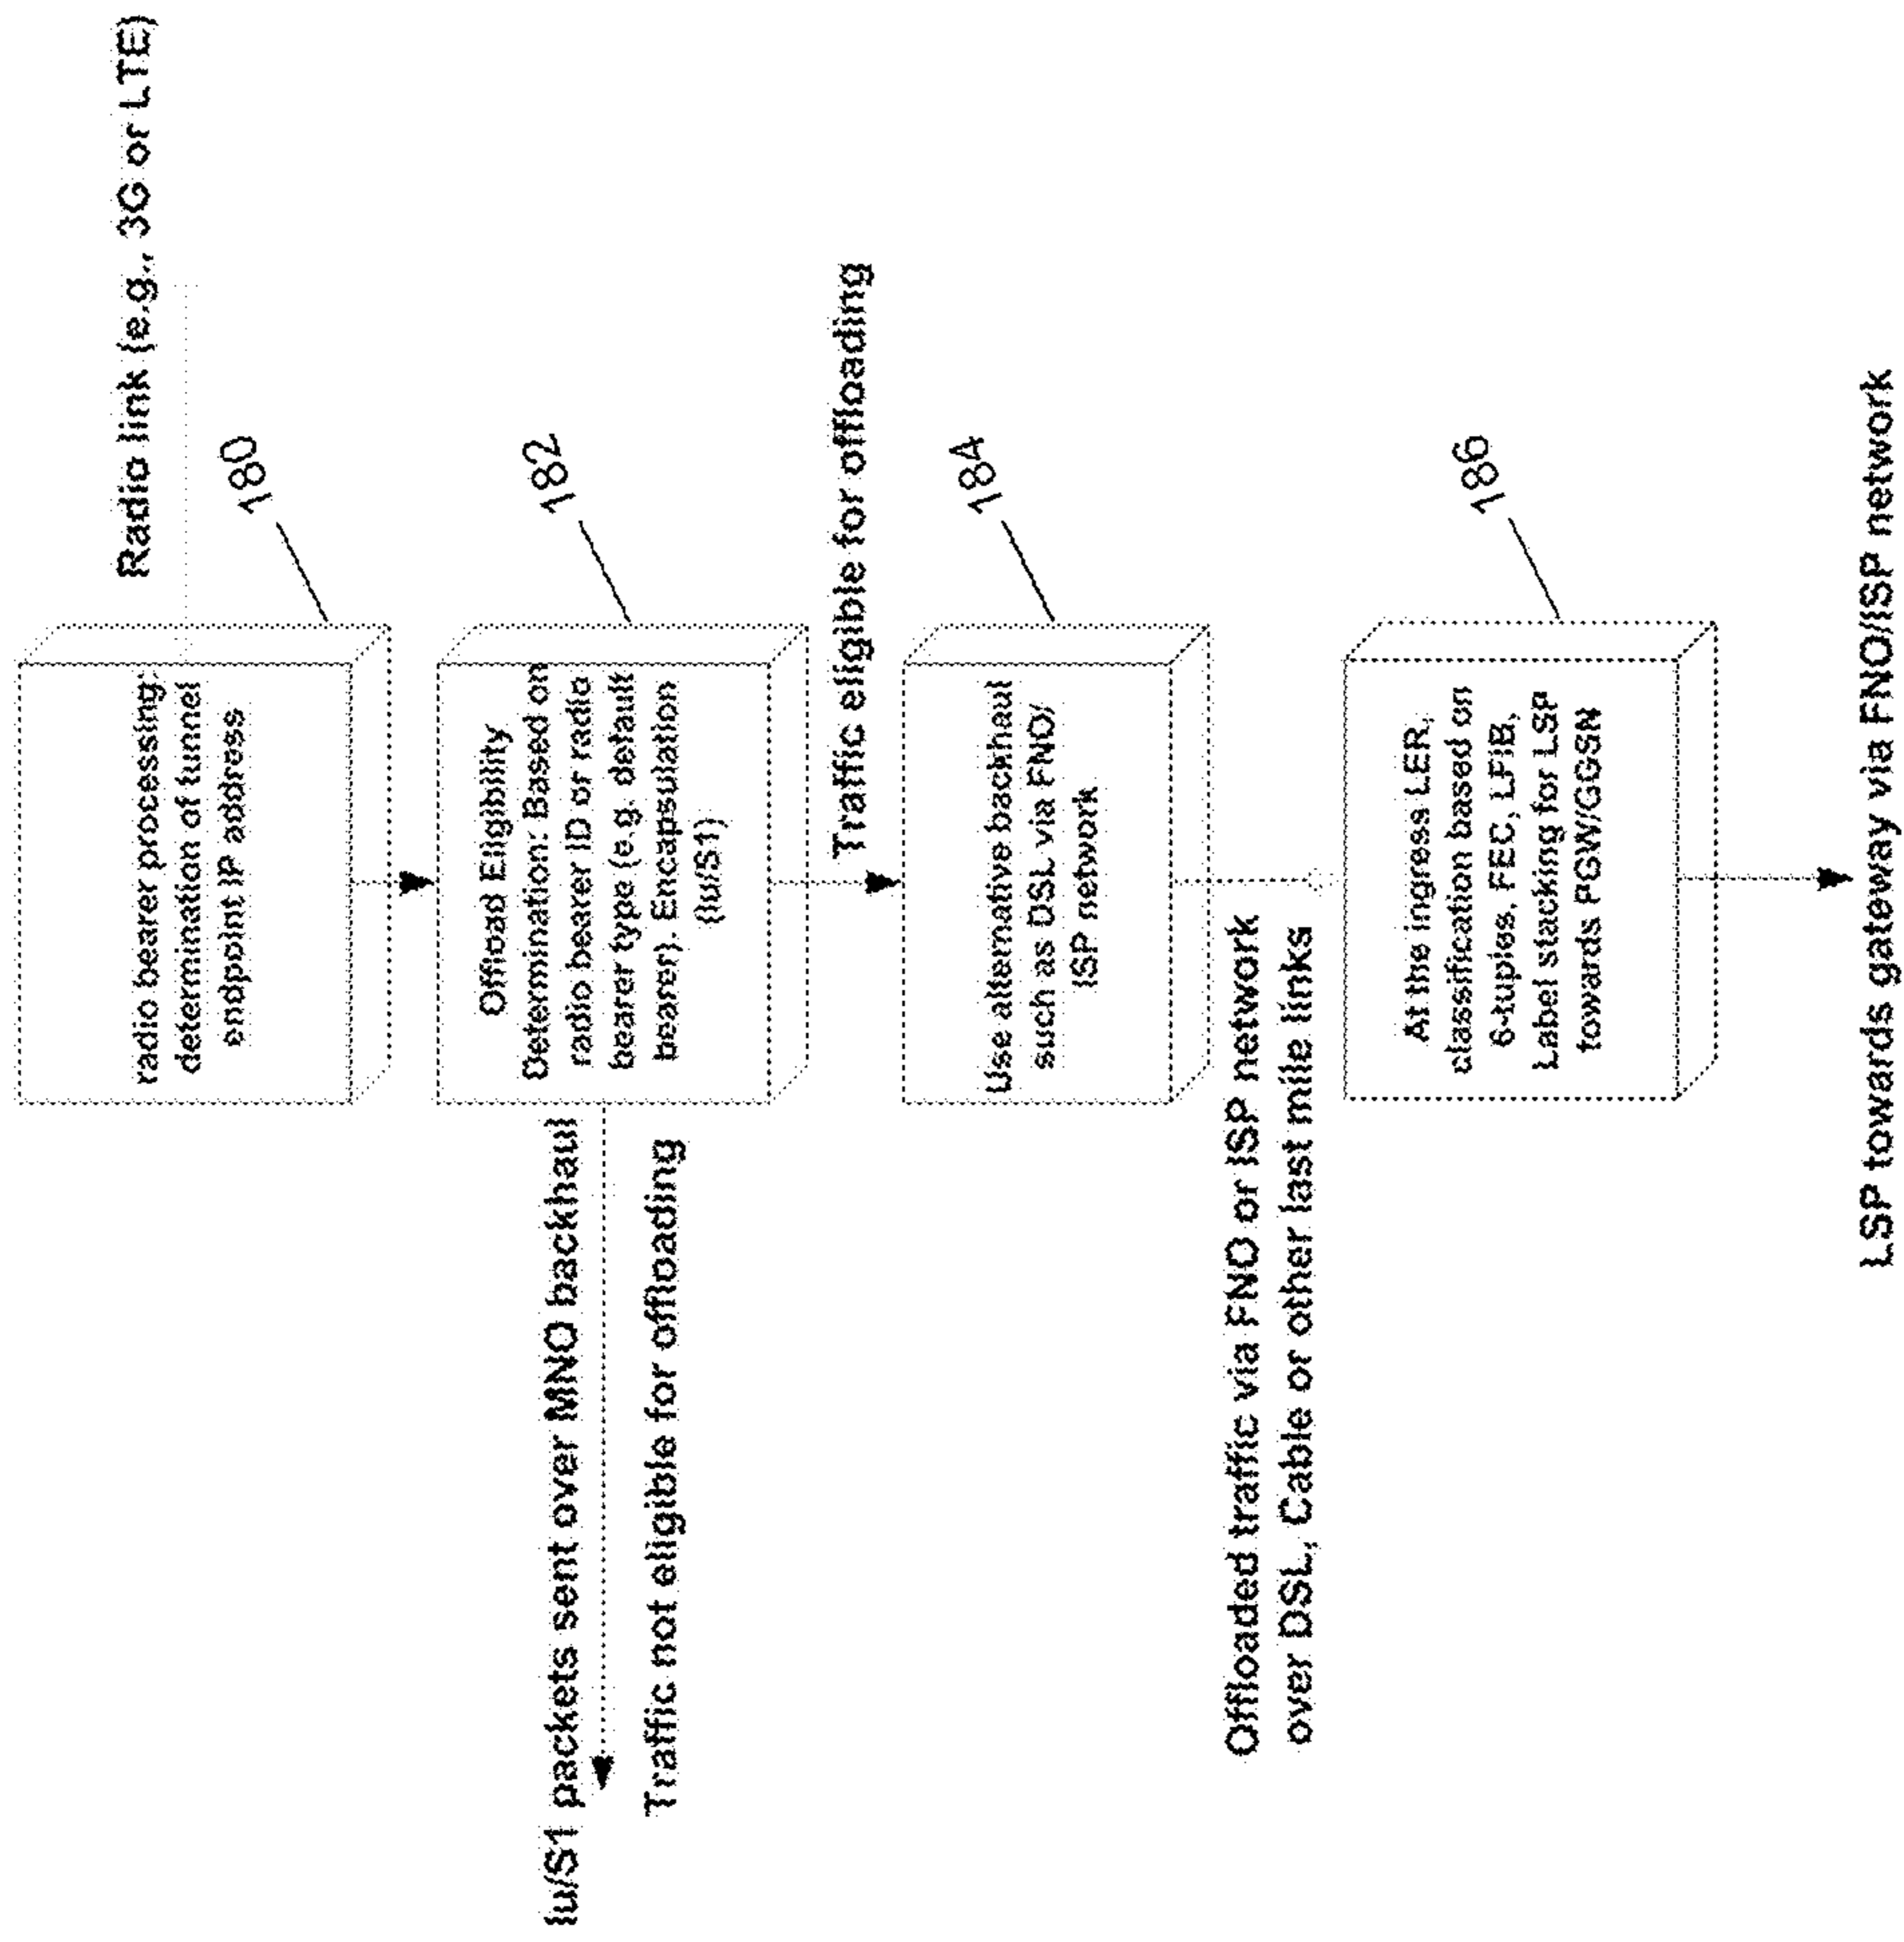 Radio link (e.g., 3G or LTE)
180
radio bearer processing;
determination of tunnel
endpoint IP address
182
Offload Eligibility
Determination: Based on
radio bearer ID or radio
bearer type (e.g. default
bearer). Encapsulation
(Iu/S1)
Iu/S1 packets sent over MNO backhaul
Traffic not eligible for offloading
Traffic eligible for offloading
184
Use alternative backhaul
such as DSL via FNO/
ISP network
Offloaded traffic via FNO or ISP network
over DSL, Cable or other last mile links
186
At the ingress LER,
classification based on
6-tuples, FEC, LFIB,
Label stacking for LSP
towards PGW/GGSN
LSP towards gateway via FNO/ISP network